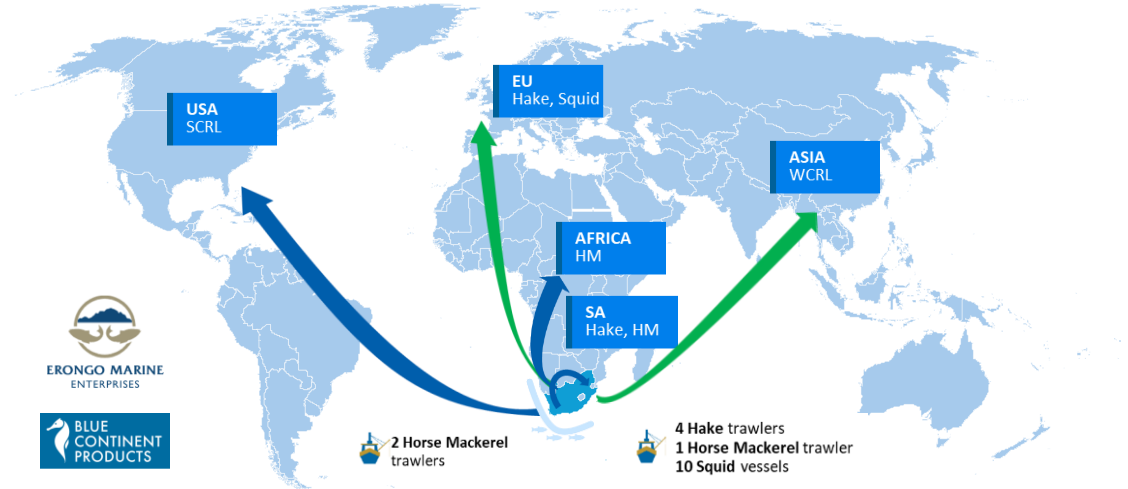 EU
Hake, Squid
USA
SCRL
ASIA
WCRL
AFRICA
HM
SA
Hake, HM
ERONGO MARINE
ENTERPRISES
BLUE
CONTINENT
PRODUCTS
2 Horse Mackerel
trawlers
4 Hake trawlers
1 Horse Mackerel trawler
10 Squid vessels